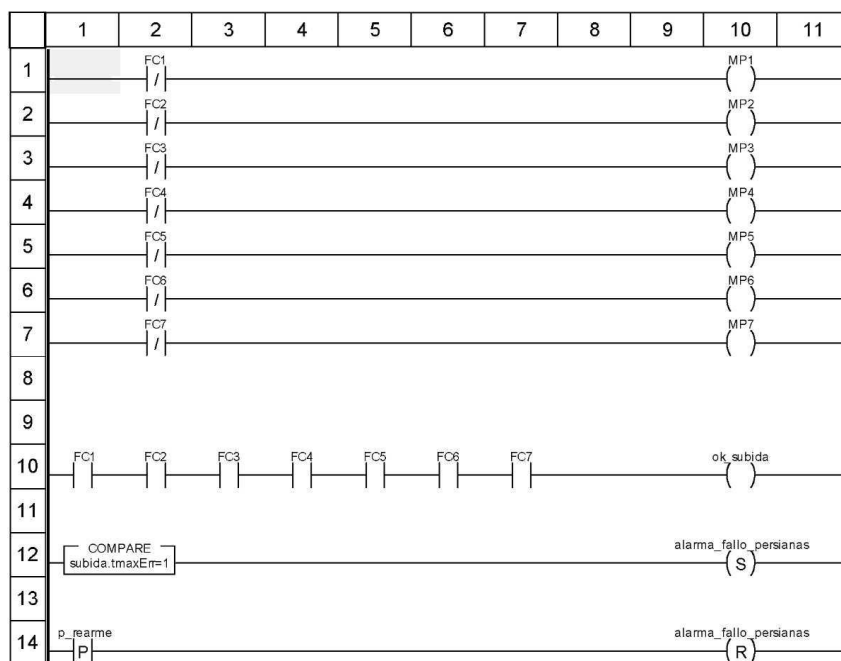 1 2 3 4 5 6 7 8 9 10 11
FC1 MP1
1 /
FC2 MP2
2 /
FC3 MP3
3 /
FC4 MP4
4 /
FC5 MP5
5 /
FC6 MP6
6 /
FC7 MP7
7 /
8
9
FC1 FC2 FC3 FC4 FC5 FC6 FC7 ok_subida
10
11
COMPARE alarma_fallo_persianas
12 subida.tmaxErr=1 S
13
p_rearme alarma_fallo_persianas
14 P R